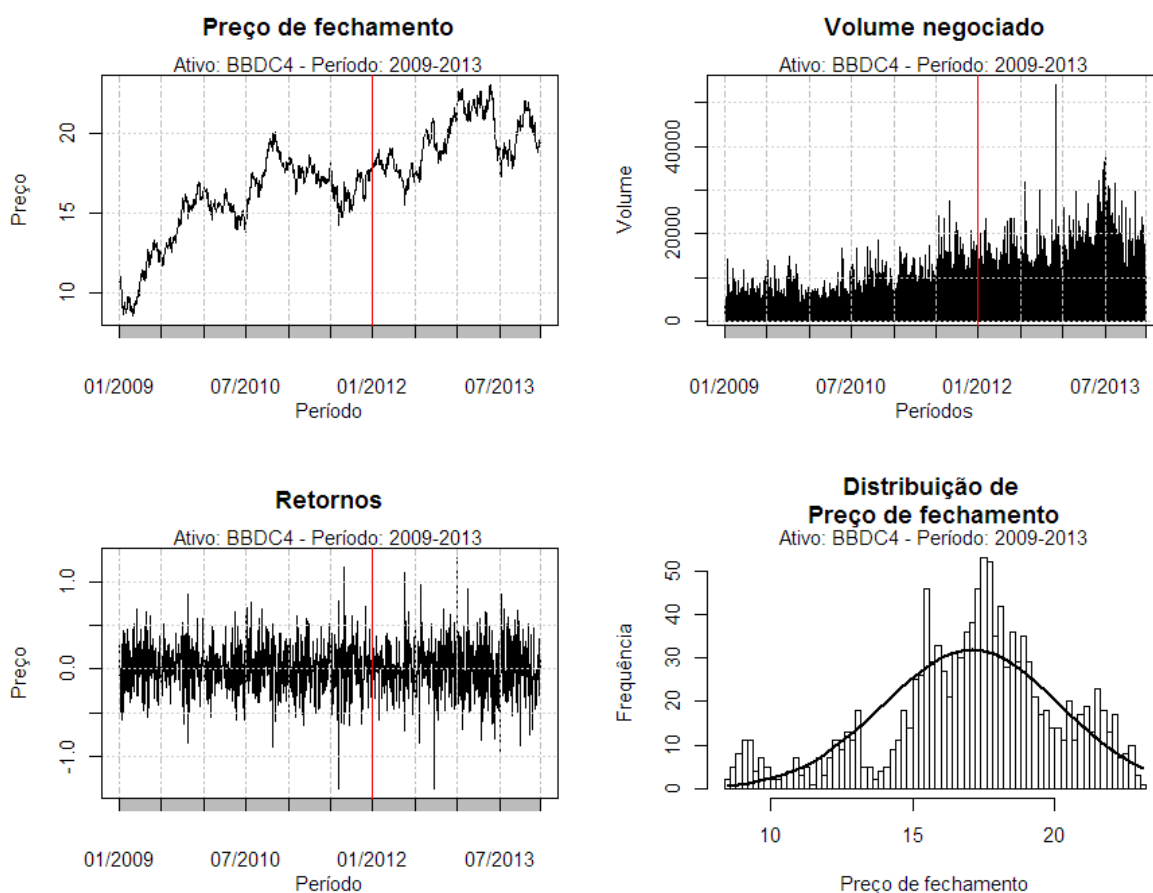 Preço de fechamento
Ativo: BBDC4 - Período: 2009-2013
Preço
20
15
10
01/2009 07/2010 01/2012 07/2013
Período
Volume negociado
Ativo: BBDC4 - Período: 2009-2013
Volume
40000
20000
0
01/2009 07/2010 01/2012 07/2013
Períodos
Retornos
Ativo: BBDC4 - Período: 2009-2013
Preço
1.0
0.0
-1.0
01/2009 07/2010 01/2012 07/2013
Período
Distribuição de
Preço de fechamento
Ativo: BBDC4 - Período: 2009-2013
Frequência
50
40
30
20
10
0
10 15 20
Preço de fechamento